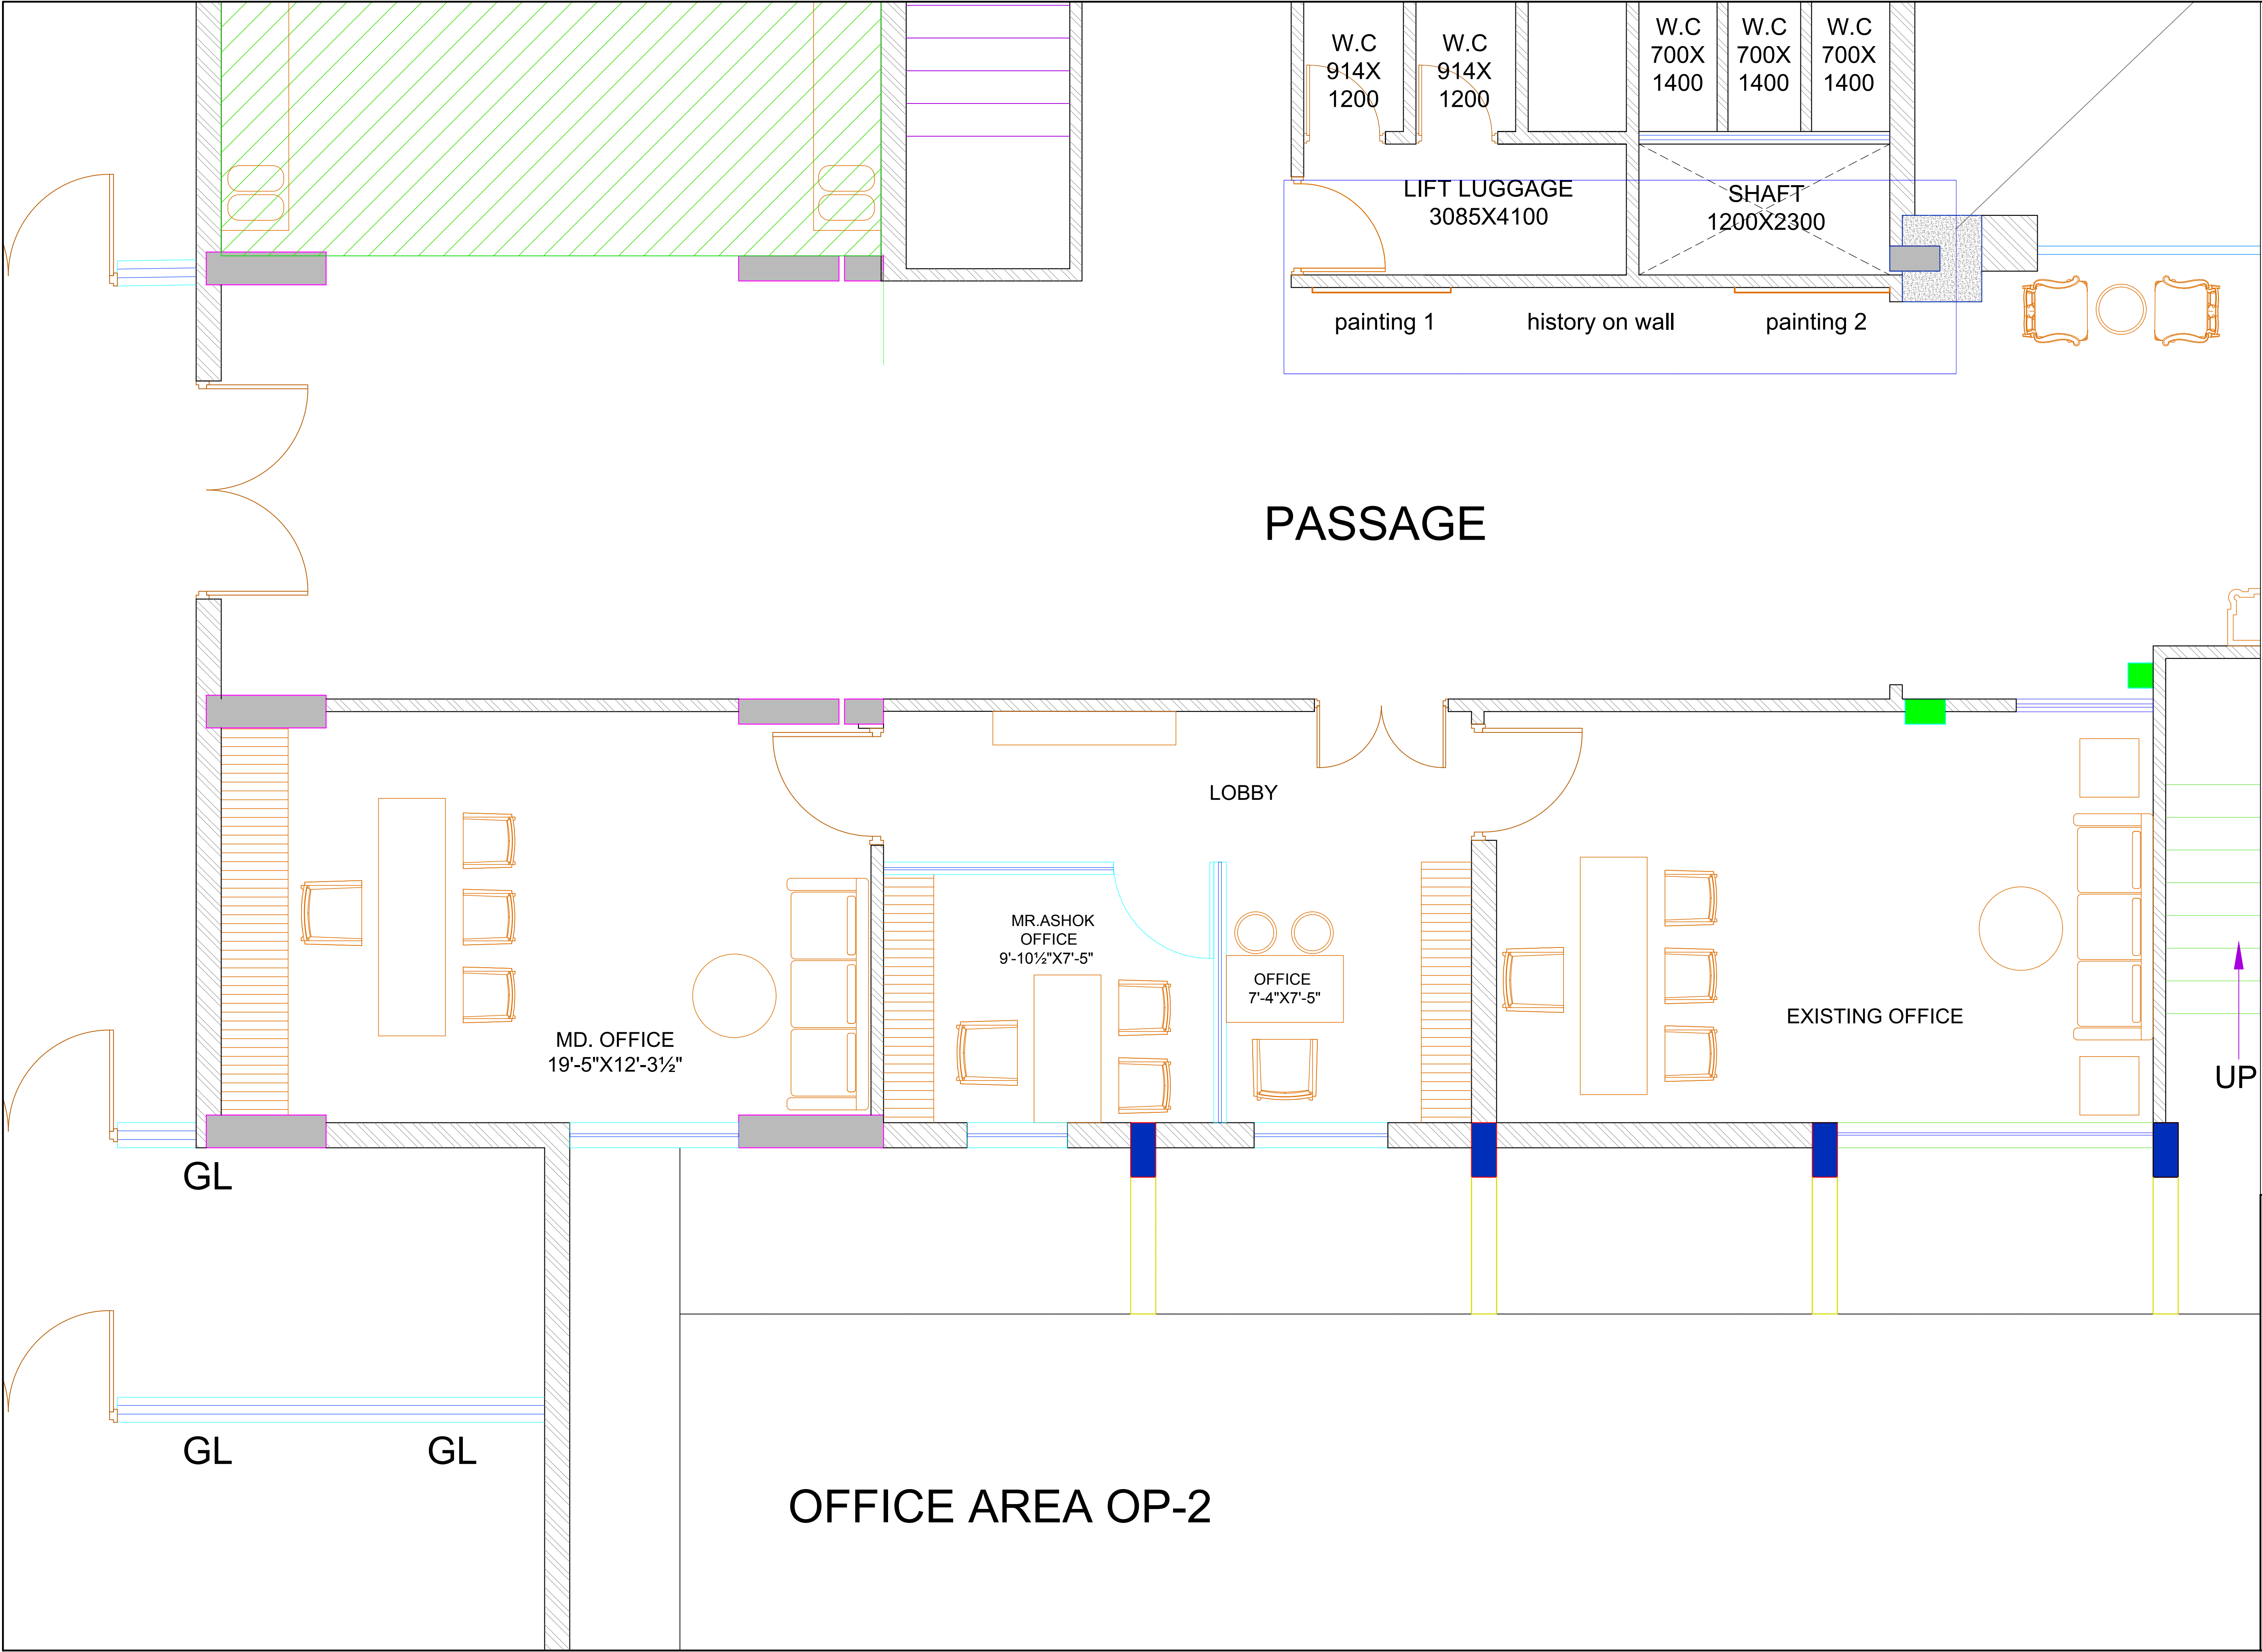 W.C
914X
1200
W.C
914X
1200
W.C
700X
1400
W.C
700X
1400
W.C
700X
1400
LIFT LUGGAGE
3085X4100
SHAFT
1200X2300
painting 1
history on wall
painting 2
PASSAGE
LOBBY
MR.ASHOK
OFFICE
9'-10½"X7'-5"
OFFICE
7'-4"X7'-5"
MD. OFFICE
19'-5"X12'-3½"
EXISTING OFFICE
UP
GL
GL
GL
OFFICE AREA OP-2